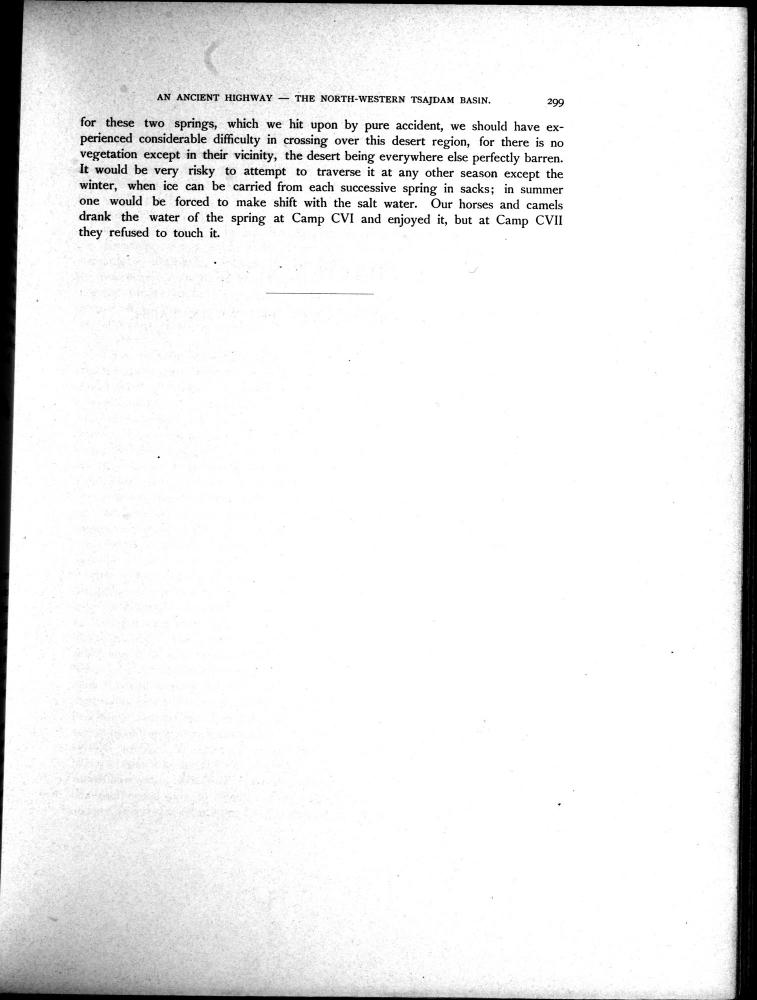 AN ANCIENT HIGHWAY — THE NORTH-WESTERN TSAJDAM BASIN. 299
for these two springs, which we hit upon by pure accident, we should have ex-
perienced considerable difficulty in crossing over this desert region, for there is no
vegetation except in their vicinity, the desert being everywhere else perfectly barren.
It would be very risky to attempt to traverse it at any other season except the
winter, when ice can be carried from each successive spring in sacks; in summer
one would be forced to make shift with the salt water. Our horses and camels
drank the water of the spring at Camp CVI and enjoyed it, but at Camp CVII
they refused to touch it.